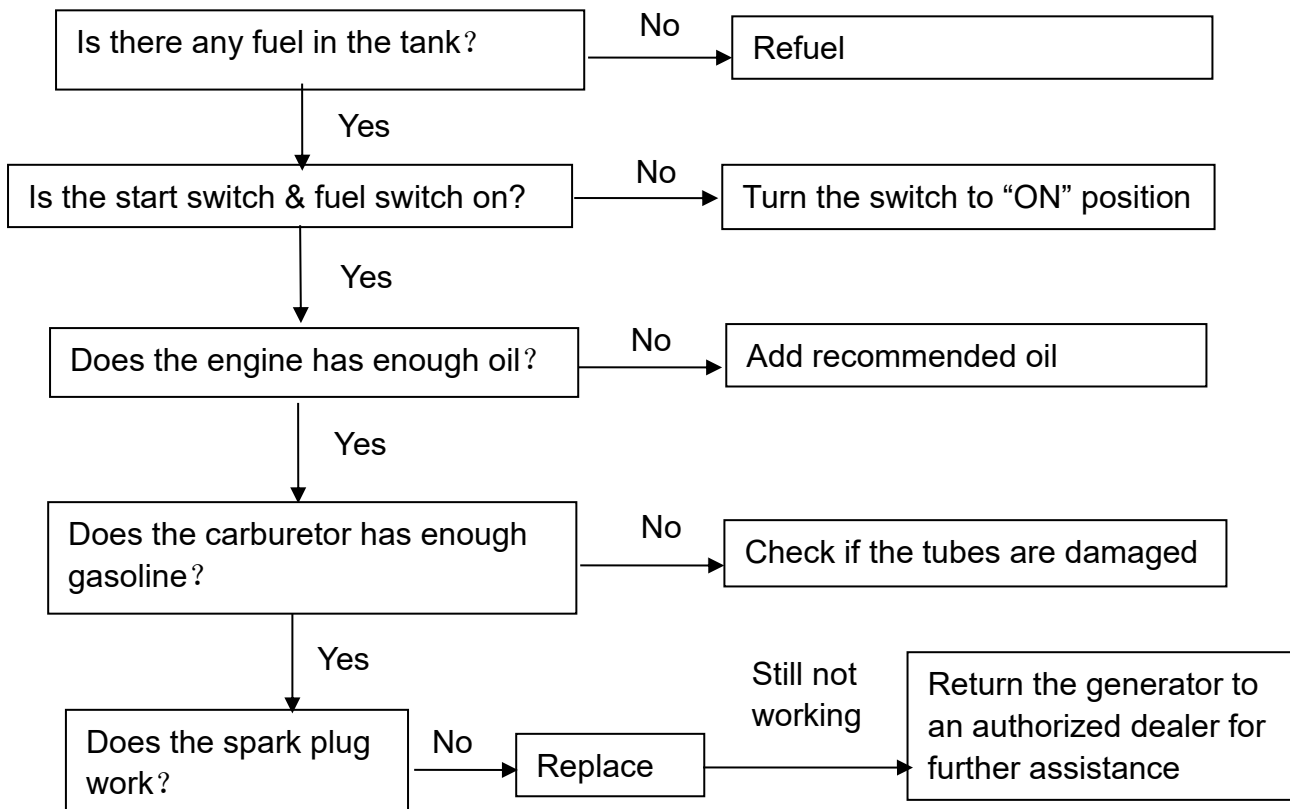 Is there any fuel in the tank？
No
Refuel
Yes
Is the start switch & fuel switch on?
No
Turn the switch to “ON” position
Yes
Does the engine has enough oil？
No
Add recommended oil
Yes
Does the carburetor has enough
gasoline？
No
Check if the tubes are damaged
Yes
Does the spark plug
work？
No
Replace
Still not
working
Return the generator to
an authorized dealer for
further assistance